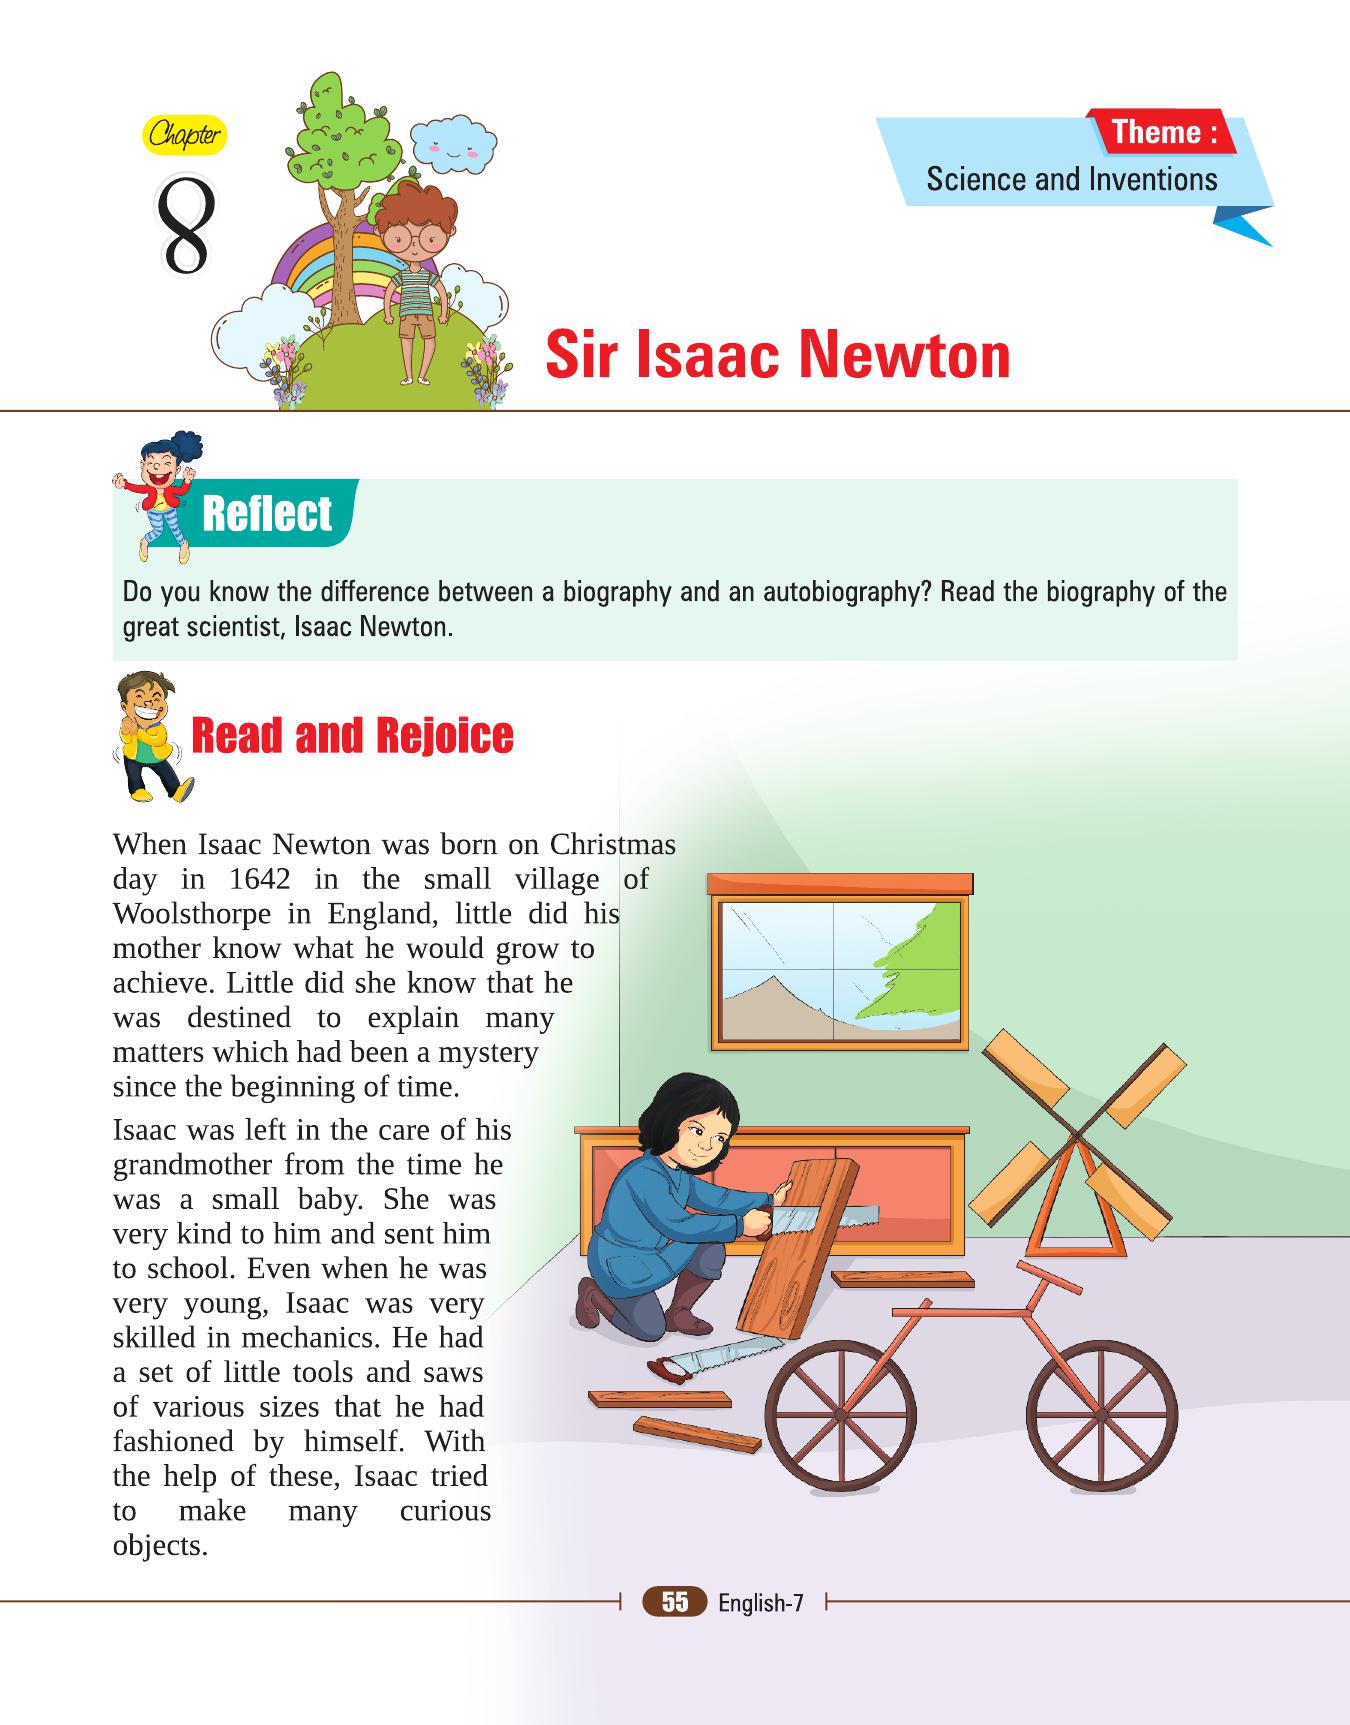 Chapter
8
Theme :
Science and Inventions
Sir Isaac Newton
Reflect
Do you know the difference between a biography and an autobiography? Read the biography of the
great scientist, Isaac Newton.
Read and Rejoice
When Isaac Newton was born on Christmas
day in 1642 in the small village of
Woolsthorpe in England, little did his
mother know what he would grow to
achieve. Little did she know that he
was destined to explain many
matters which had been a mystery
since the beginning of time.
Isaac was left in the care of his
grandmother from the time he
was a small baby. She was
very kind to him and sent him
to school. Even when he was
very young, Isaac was very
skilled in mechanics. He had
a set of little tools and saws
of various sizes that he had
fashioned by himself. With
the help of these, Isaac tried
to make many curious
objects.
55 English-7